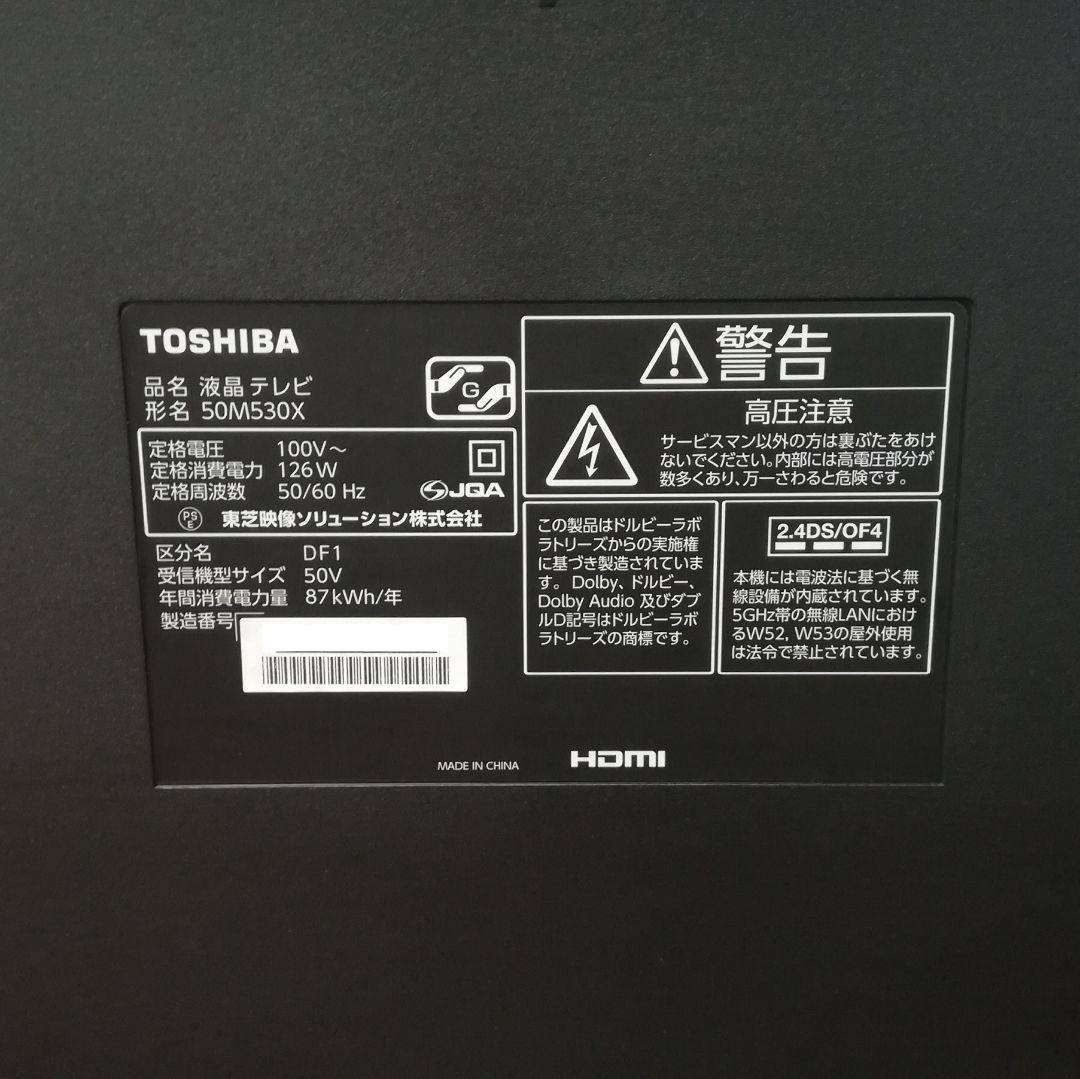 TOSHIBA
品名 液晶テレビ
形名 50M530X
G
定格電圧 100V～
定格消費電力 126W
定格周波数 50/60 Hz
JQA
PS
E
東芝映像ソリューション株式会社
区分名 DF1
受信機型サイズ 50V
年間消費電力量 87kWh/年
製造番号
警告
高圧注意
サービスマン以外の方は裏ぶたをあけ
ないでください。内部には高電圧部分が
数多くあり、万一さわると危険です。
この製品はドルビーラボ
ラトリーズからの実施権
に基づき製造されていま
す。Dolby、ドルビー、
Dolby Audio 及びダブ
ルD記号はドルビーラボ
ラトリーズの商標です。
2.4DS/OF4
本機には電波法に基づく無
線設備が内蔵されています。
5GHz帯の無線LANにおけ
るW52, W53の屋外使用
は法令で禁止されています。
MADE IN CHINA
HDMI